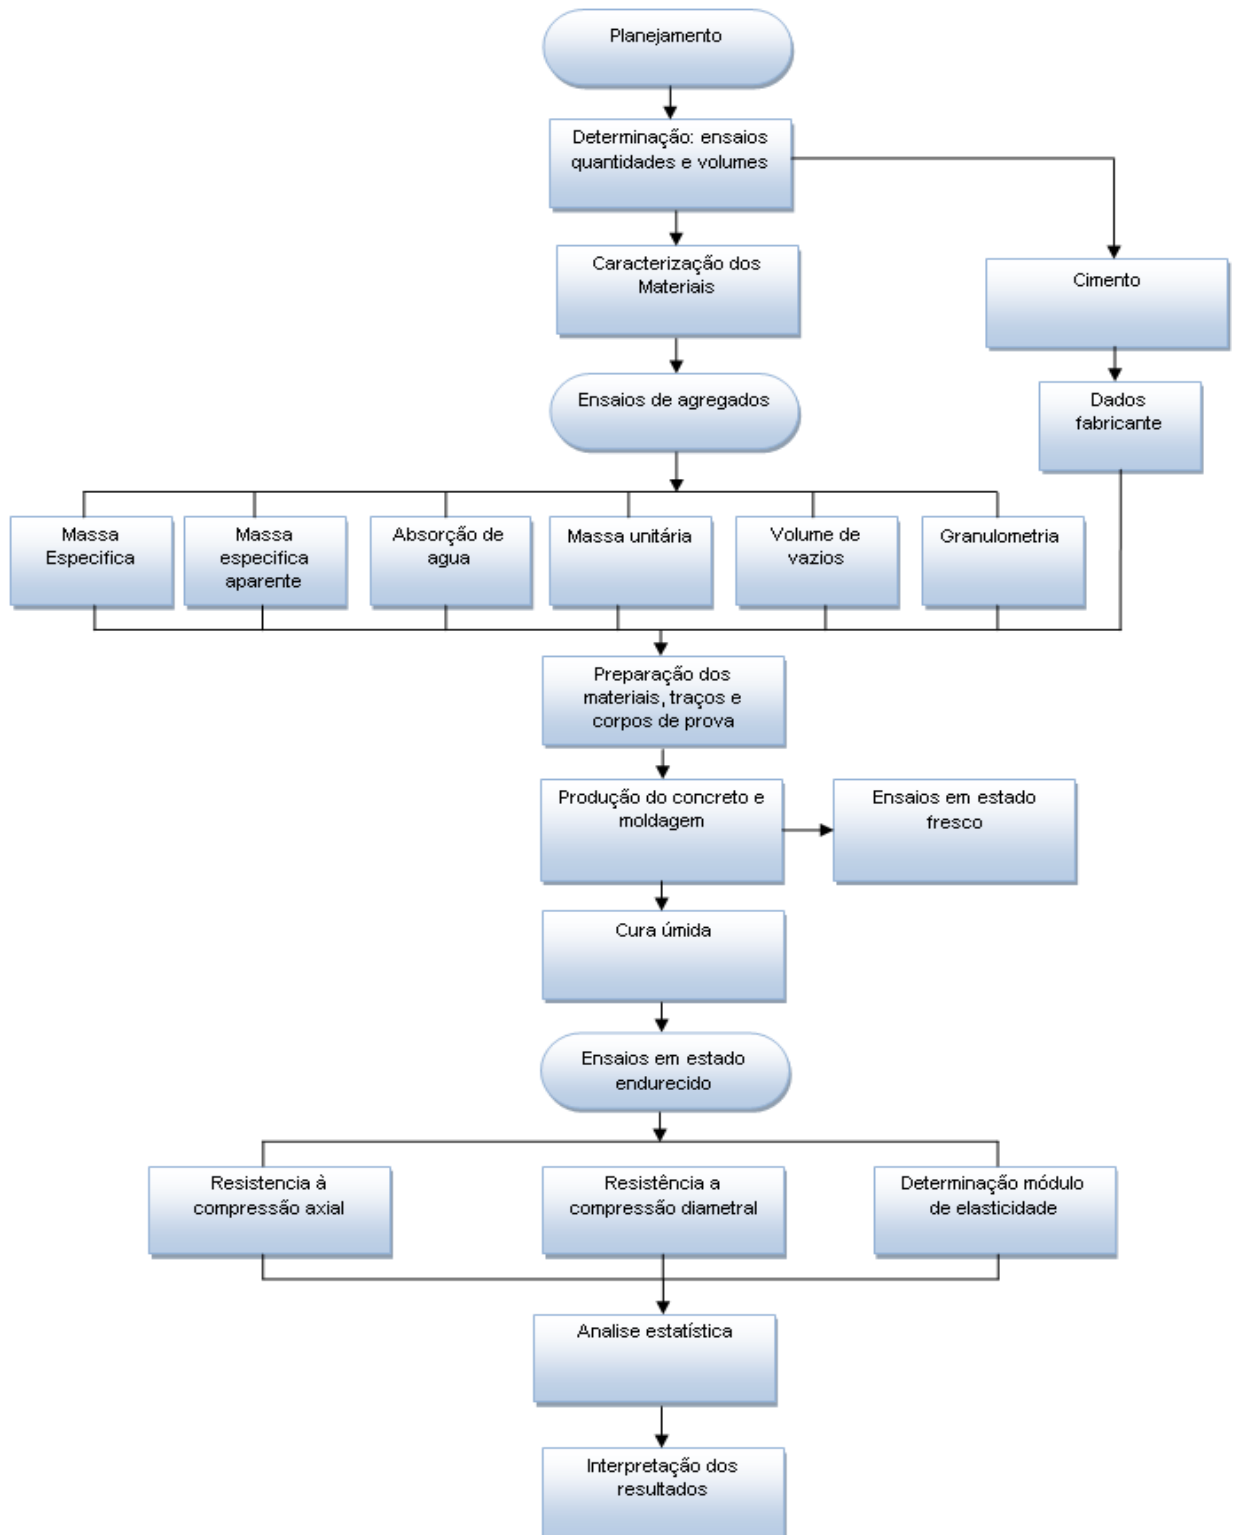 Planejamento
Determinação: ensaios
quantidades e volumes
Caracterização dos
Materiais
Cimento
Ensaios de agregados
Dados
fabricante
Massa
Especifica
Massa
especifica
aparente
Absorção de
agua
Massa unitária
Volume de
vazios
Granulometria
Preparação dos
materiais, traços e
corpos de prova
Produção do concreto e
moldagem
Ensaios em estado
fresco
Cura úmida
Ensaios em estado
endurecido
Resistencia à
compressão axial
Resistência a
compressão diametral
Determinação módulo
de elasticidade
Analise estatística
Interpretação dos
resultados